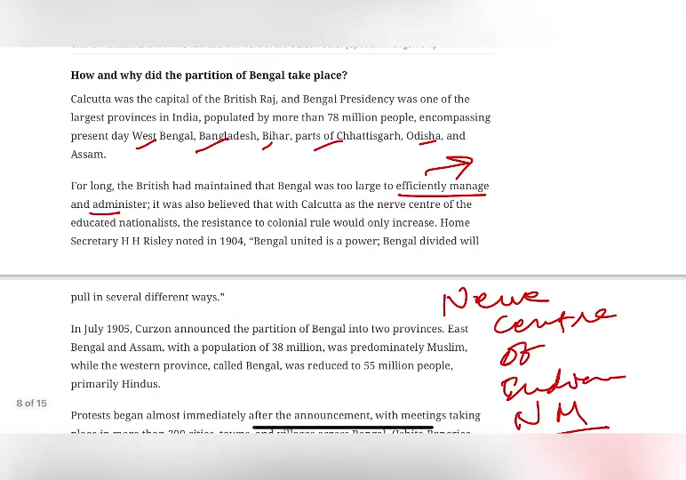 How and why did the partition of Bengal take place?
Calcutta was the capital of the British Raj, and Bengal Presidency was one of the
largest provinces in India, populated by more than 78 million people, encompassing
present day West Bengal, Bangladesh, Bihar, parts of Chhattisgarh, Odisha, and
Assam.
For long, the British had maintained that Bengal was too large to efficiently manage
and administer; it was also believed that with Calcutta as the nerve centre of the
educated nationalists, the resistance to colonial rule would only increase. Home
Secretary H H Risley noted in 1904, “Bengal united is a power; Bengal divided will
pull in several different ways.”
Nerve
centre
of
Indian
NM
In July 1905, Curzon announced the partition of Bengal into two provinces. East
Bengal and Assam, with a population of 38 million, was predominately Muslim,
while the western province, called Bengal, was reduced to 55 million people,
primarily Hindus.
8 of 15
Protests began almost immediately after the announcement, with meetings taking